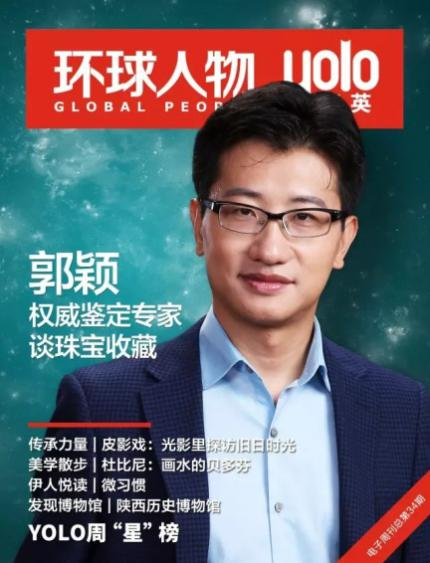 环球人物 yolo
GLOBAL PEOP
英
郭颖
权威鉴定专家
谈珠宝收藏
传承力量 | 皮影戏：光影里探访旧日时光
美学散步 | 杜比尼：画水的贝多芬
伊人悦读 | 微习惯
发现博物馆 | 陕西历史博物馆
YOLO周“星”榜
电子周刊总第34期